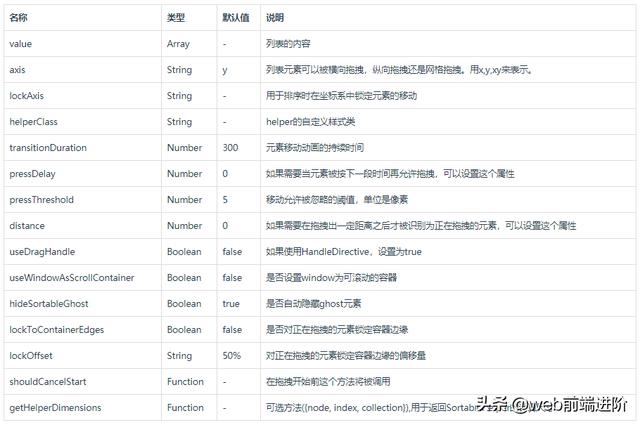 名称 类型 默认值 说明
value Array - 列表的内容
axis String y 列表元素可以被横向拖拽，纵向拖拽还是网格拖拽。用x,y,xy来表示。
lockAxis String - 用于排序时在坐标系中锁定元素的移动
helperClass String - helper的自定义样式类
transitionDuration Number 300 元素移动动画的持续时间
pressDelay Number 0 如果需要当元素被按下一段时间再允许拖拽，可以设置这个属性
pressThreshold Number 5 移动允许被忽略的阈值，单位是像素
distance Number 0 如果需要在拖拽出一定距离之后才被识别为正在拖拽的元素，可以设置这个属性
useDragHandle Boolean false 如果使用HandleDirective，设置为true
useWindowAsScrollContainer Boolean false 是否设置window为可滚动的容器
hideSortableGhost Boolean true 是否自动隐藏ghost元素
lockToContainerEdges Boolean false 是否对正在拖拽的元素锁定容器边缘
lockOffset String 50% 对正在拖拽的元素锁定容器边缘的偏移量
shouldCancelStart Function - 在拖拽开始前这个方法将被调用
getHelperDimensions Function - 可选方法({node, index, collection}),用于返回
头条 @web前端进阶